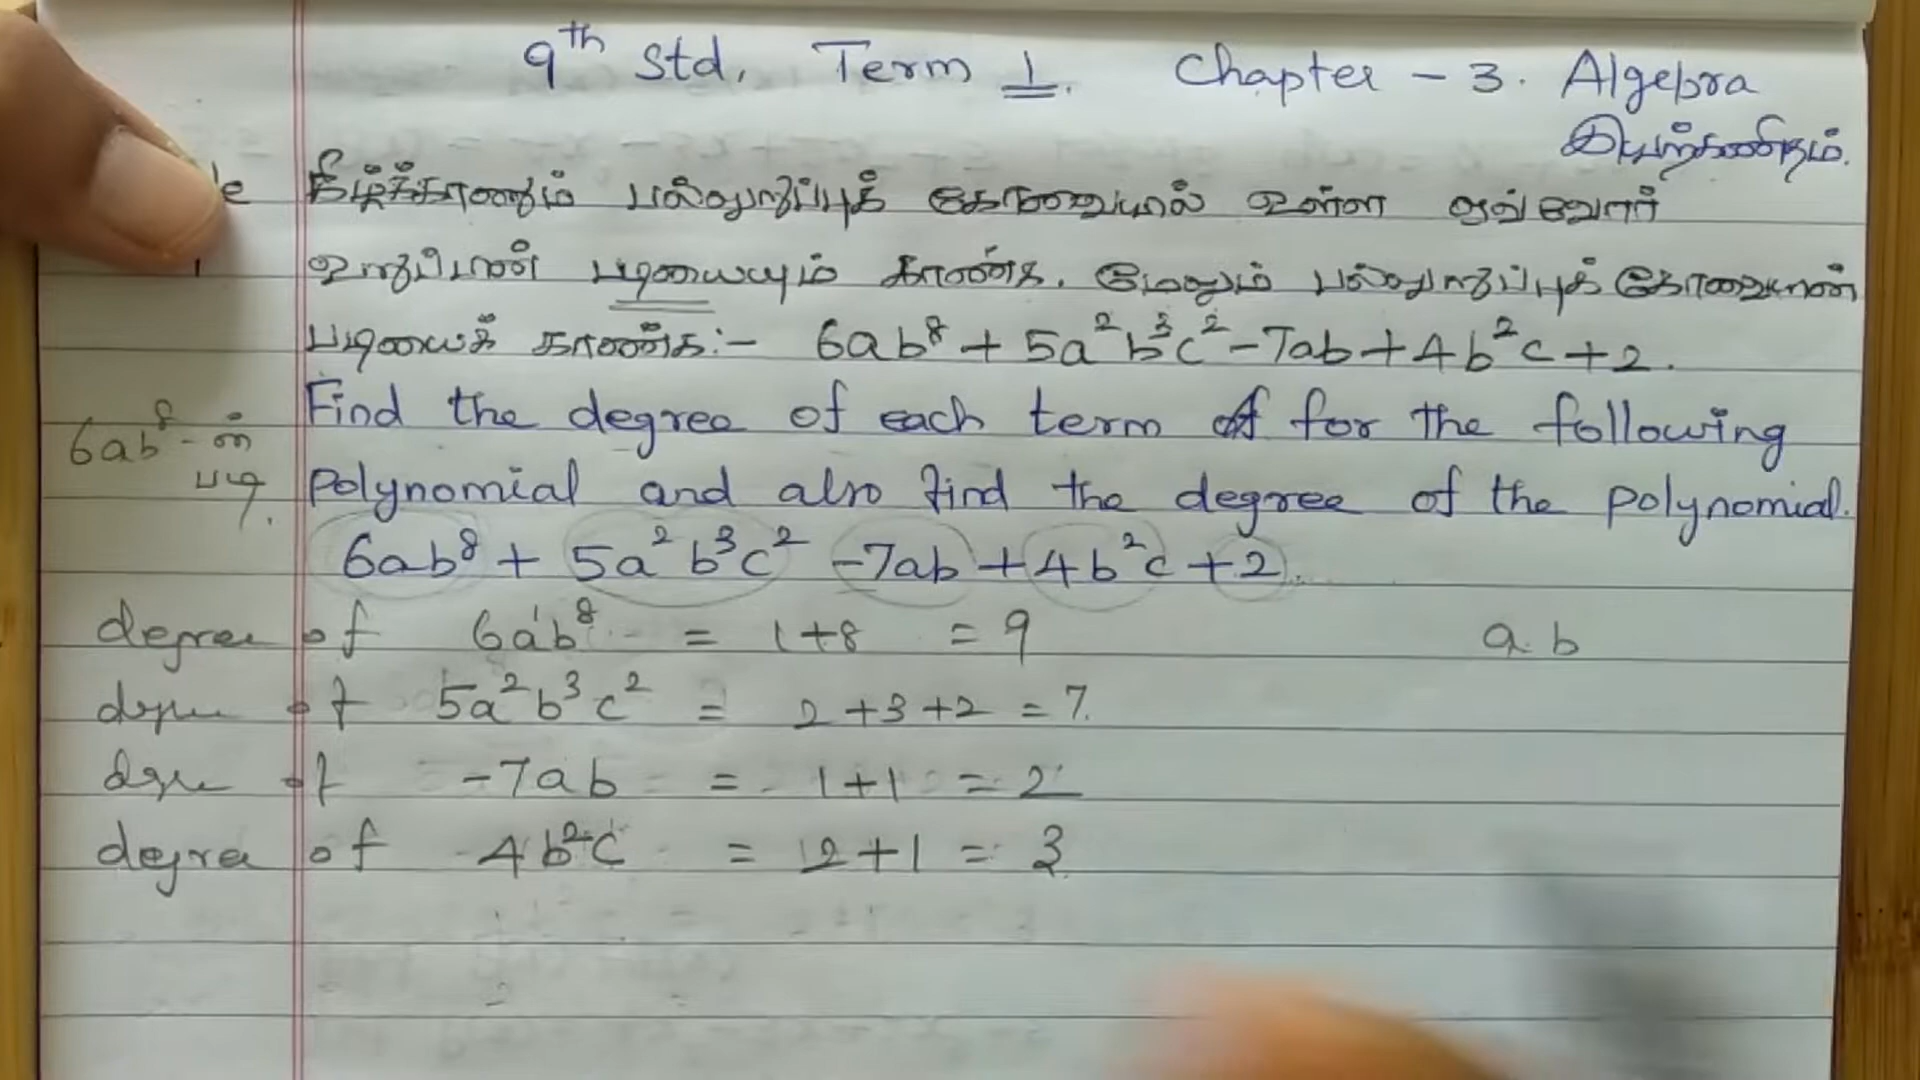 9th Std. Term 1. Chapter - 3. Algebra
இயற்கணிதம்.
கீழ்க்காணும் பல்லுறுப்புக் கோவையில் உள்ள ஒவ்வோர்
உறுப்பின் படியையும் காண்க. மேலும் பல்லுறுப்புக் கோவையின்
படியைக் காண்க:- 6ab⁸ + 5a²b³c² - 7ab + 4b²c + 2.
Find the degree of each term of for the following
6ab⁸ - ன்
படி.
Polynomial and also find the degree of the polynomial.
6ab⁸ + 5a²b³c² - 7ab + 4b²c + 2.
degree of 6a¹b⁸ = 1+8 = 9
a. b
degree of 5a²b³c² = 2+3+2 = 7.
degree of -7ab = 1+1 = 2
degree of 4b²c = 2+1 = 3